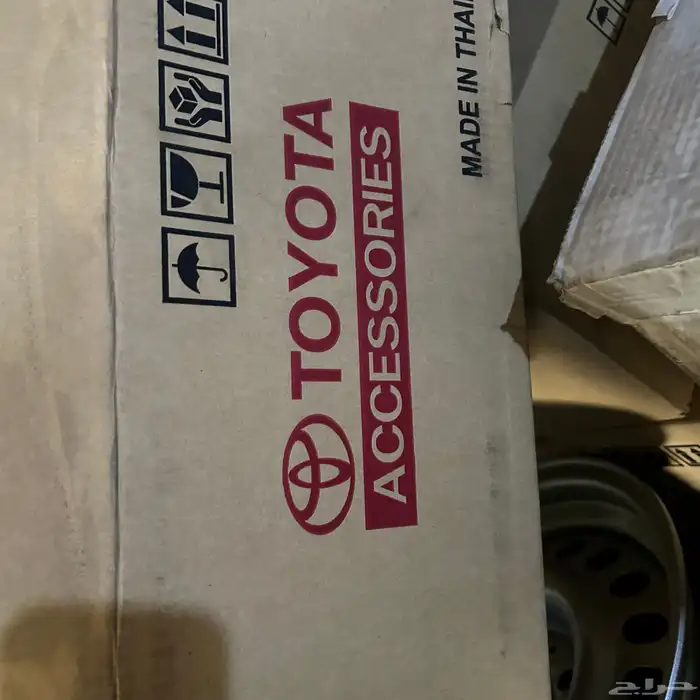 TOYOTA
ACCESSORIES
MADE IN THAI
حراج